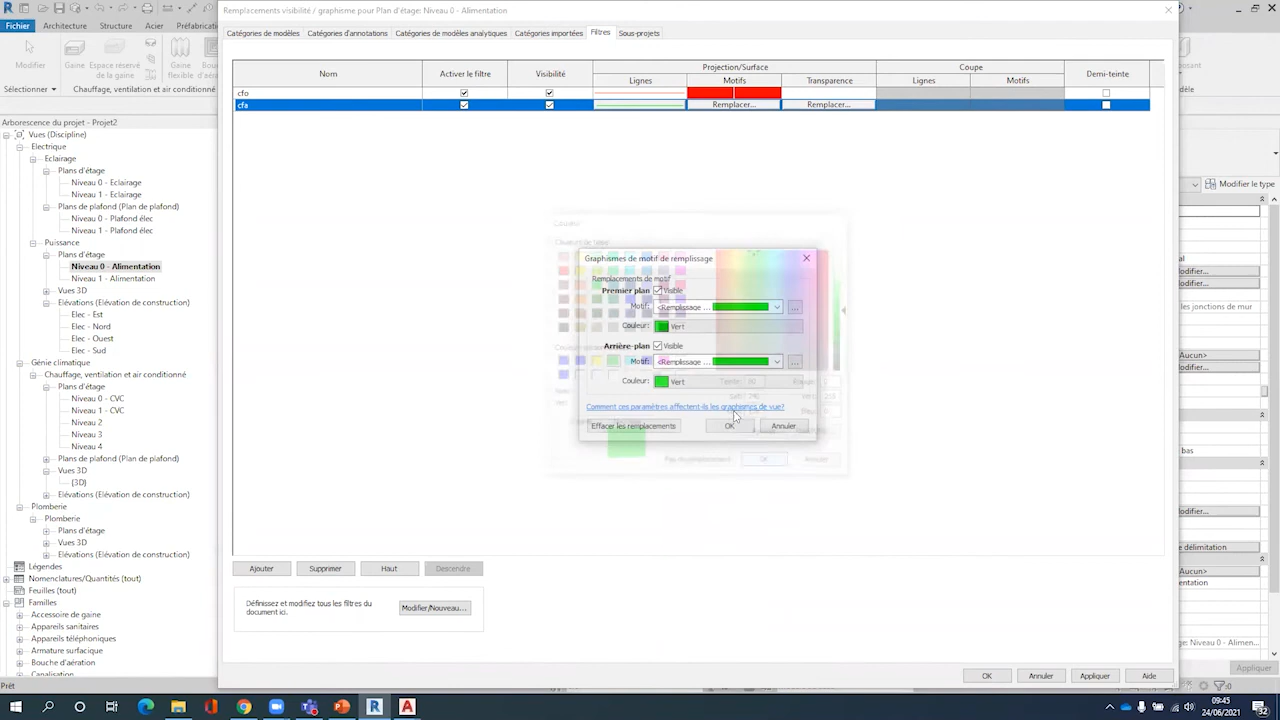 Remplacements visibilité / graphisme pour Plan d'étage: Niveau 0 - Alimentation
Fichier
Architecture
Structure
Acier
Préfabricati
Modifier
Gaine
Espace réservé
de la gaine
Gaine
flexible
d'as
Sélectionner
Chauffage, ventilation et air conditionné
Catégories de modèles
Catégories d'annotations
Catégories de modèles analytiques
Catégories importées
Filtres
Sous-projets
Nom
Activer le filtre
Visibilité
Projection/Surface
Coupe
Demi-teinte
Lignes
Motifs
Transparence
Lignes
Motifs
cfo
cfa
Remplacer...
Remplacer...
Arborescence du projet - Projet2
Vues (Discipline)
Electrique
Eclairage
Plans d'étage
Niveau 0 - Eclairage
Niveau 1 - Eclairage
Plans de plafond (Plan de plafond)
Niveau 0 - Plafond élec
Niveau 1 - Plafond élec
Puissance
Plans d'étage
Niveau 0 - Alimentation
Niveau 1 - Alimentation
Vues 3D
Elévations (Elévation de construction)
Elec - Est
Elec - Nord
Elec - Ouest
Elec - Sud
Génie climatique
Chauffage, ventilation et air conditionné
Plans d'étage
Niveau 0 - CVC
Niveau 1 - CVC
Niveau 2
Niveau 3
Niveau 4
Plans de plafond (Plan de plafond)
Vues 3D
{3D}
Elévations (Elévation de construction)
Plomberie
Plomberie
Plans d'étage
Vues 3D
Elévations (Elévation de construction)
Légendes
Nomenclatures/Quantités (tout)
Feuilles (tout)
Familles
Accessoire de gaine
Appareils sanitaires
Appareils téléphoniques
Armature surfacique
Bouche d'aération
Canalisation
Graphismes de motif de remplissage
Remplacements de motif
Premier plan
Visible
Motif:
<Remplissage ...
Couleur:
Vert
Arrière-plan
Visible
Motif:
<Remplissage ...
Couleur:
Vert
Comment ces paramètres affectent-ils les graphismes de vue?
Effacer les remplacements
OK
Annuler
OK
Ajouter
Supprimer
Haut
Descendre
Définissez et modifiez tous les filtres du
document ici.
Modifier/Nouveau...
OK
Annuler
Appliquer
Aide
Modifier le type
les jonctions de mur
Aucun>
bas
délimitation
Aucun>
entation
: Niveau 0 - Alimen...
Appliquer
Prêt
:0
09:45
24/06/2021